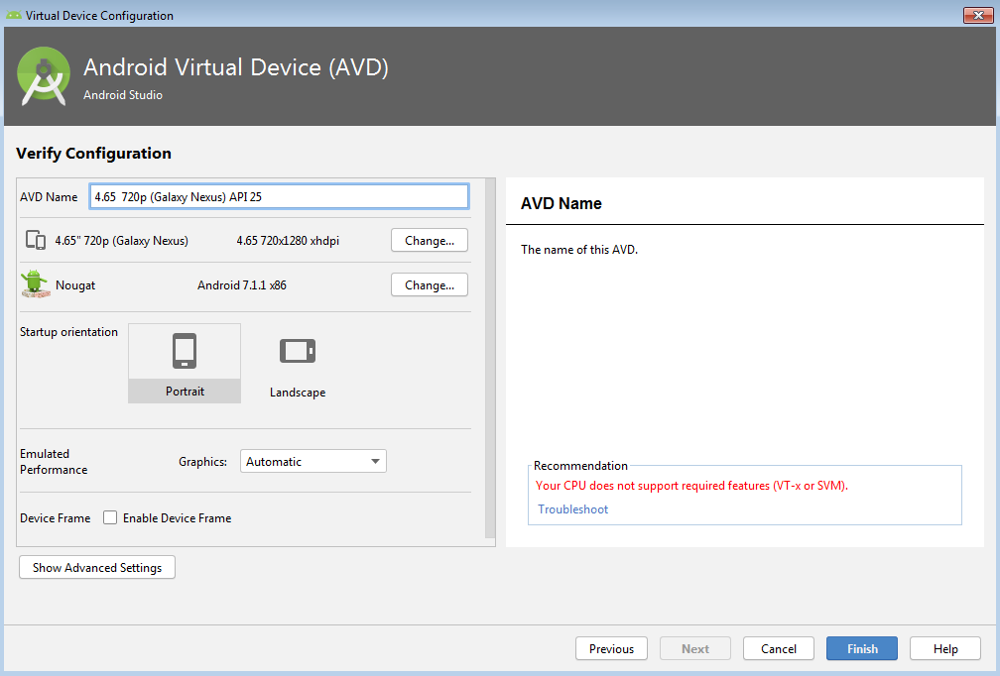 Virtual Device Configuration
Android Virtual Device (AVD)
Android Studio
Verify Configuration
AVD Name 4.65  720p (Galaxy Nexus) API 25
4.65" 720p (Galaxy Nexus) 4.65 720x1280 xhdpi Change...
Nougat Android 7.1.1 x86 Change...
Startup orientation
Portrait Landscape
Emulated
Performance
Graphics: Automatic
Device Frame Enable Device Frame
Show Advanced Settings
AVD Name
The name of this AVD.
Recommendation
Your CPU does not support required features (VT-x or SVM).
Troubleshoot
Previous Next Cancel Finish Help